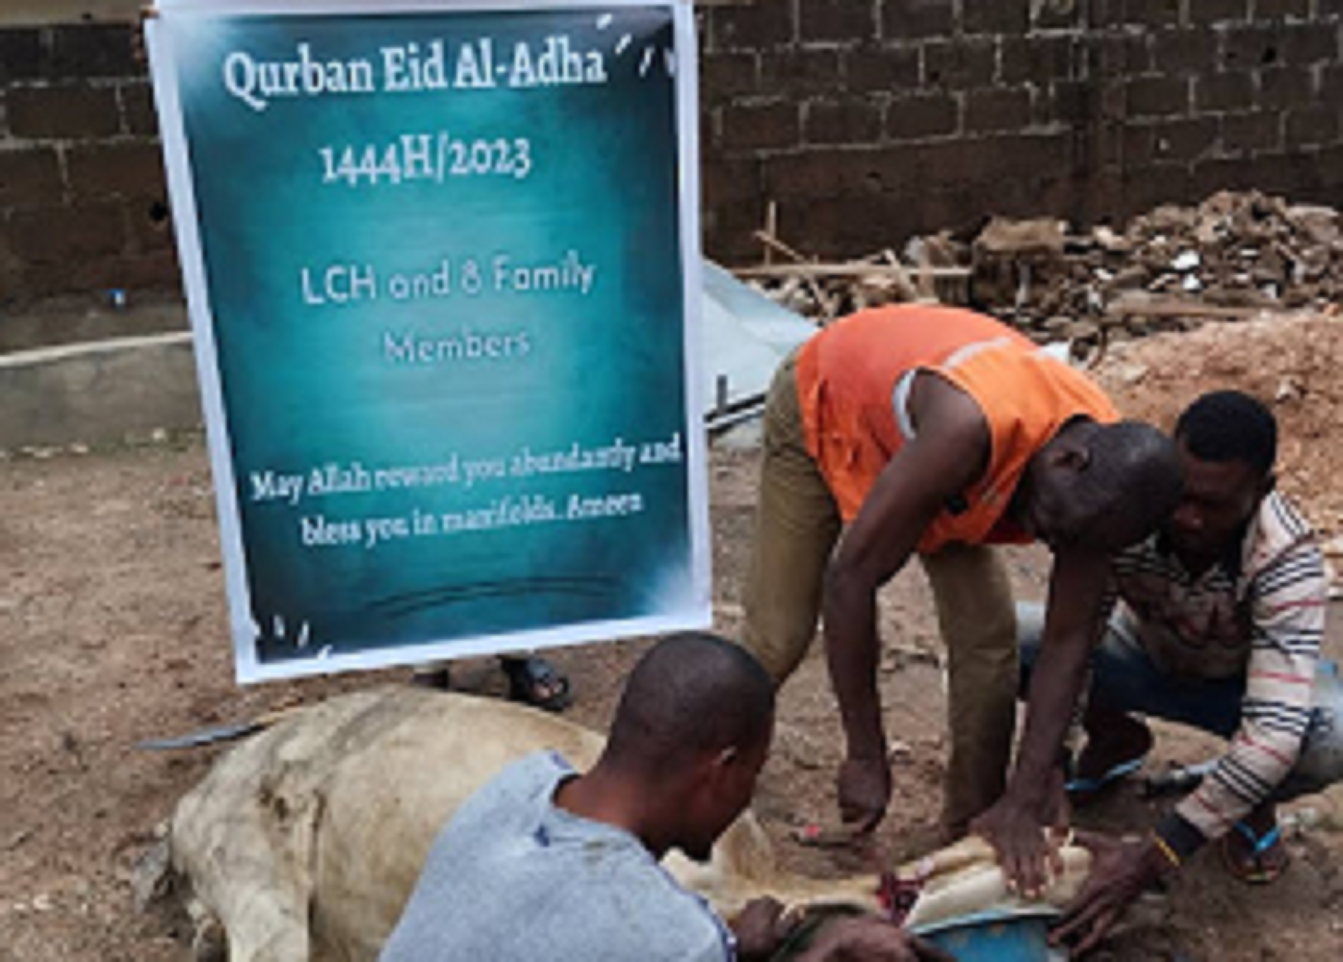 Qurban Eid Al-Adha
1444H/2023
LCH and 8 Family
Members
May Allah reward you abundantly and
bless you in manifolds. Ameen